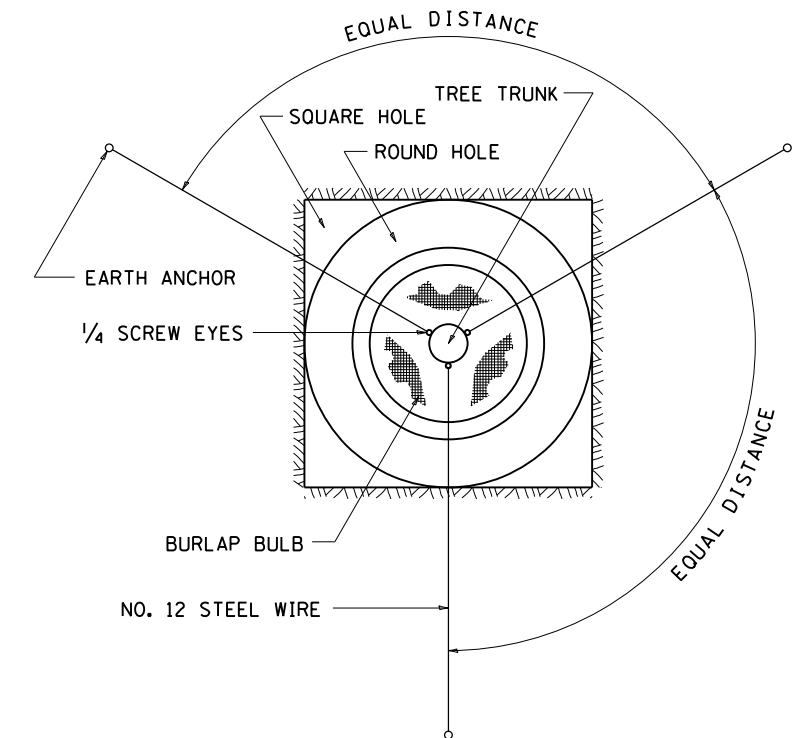 EQUAL DISTANCE
TREE TRUNK
SQUARE HOLE
ROUND HOLE
EARTH ANCHOR
1/4 SCREW EYES
EQUAL DISTANCE
BURLAP BULB
NO. 12 STEEL WIRE